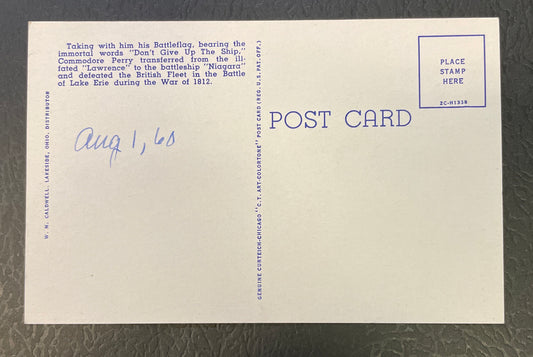 Taking with him his Battleflag, bearing the
immortal words "Don't Give Up The Ship,"
Commodore Perry transferred from the ill-
fated "Lawrence" to the battleship "Niagara"
and defeated the British Fleet in the Battle
of Lake Erie during the War of 1812.
Aug 1, 60
W. M. CALDWELL, LAKESIDE, OHIO, DISTRIBUTOR
GENUINE CURTEICH-CHICAGO "C.T. ART-COLORTONE" POST CARD (REG. U.S. PAT. OFF.)
POST CARD
PLACE
STAMP
HERE
2C-H1338